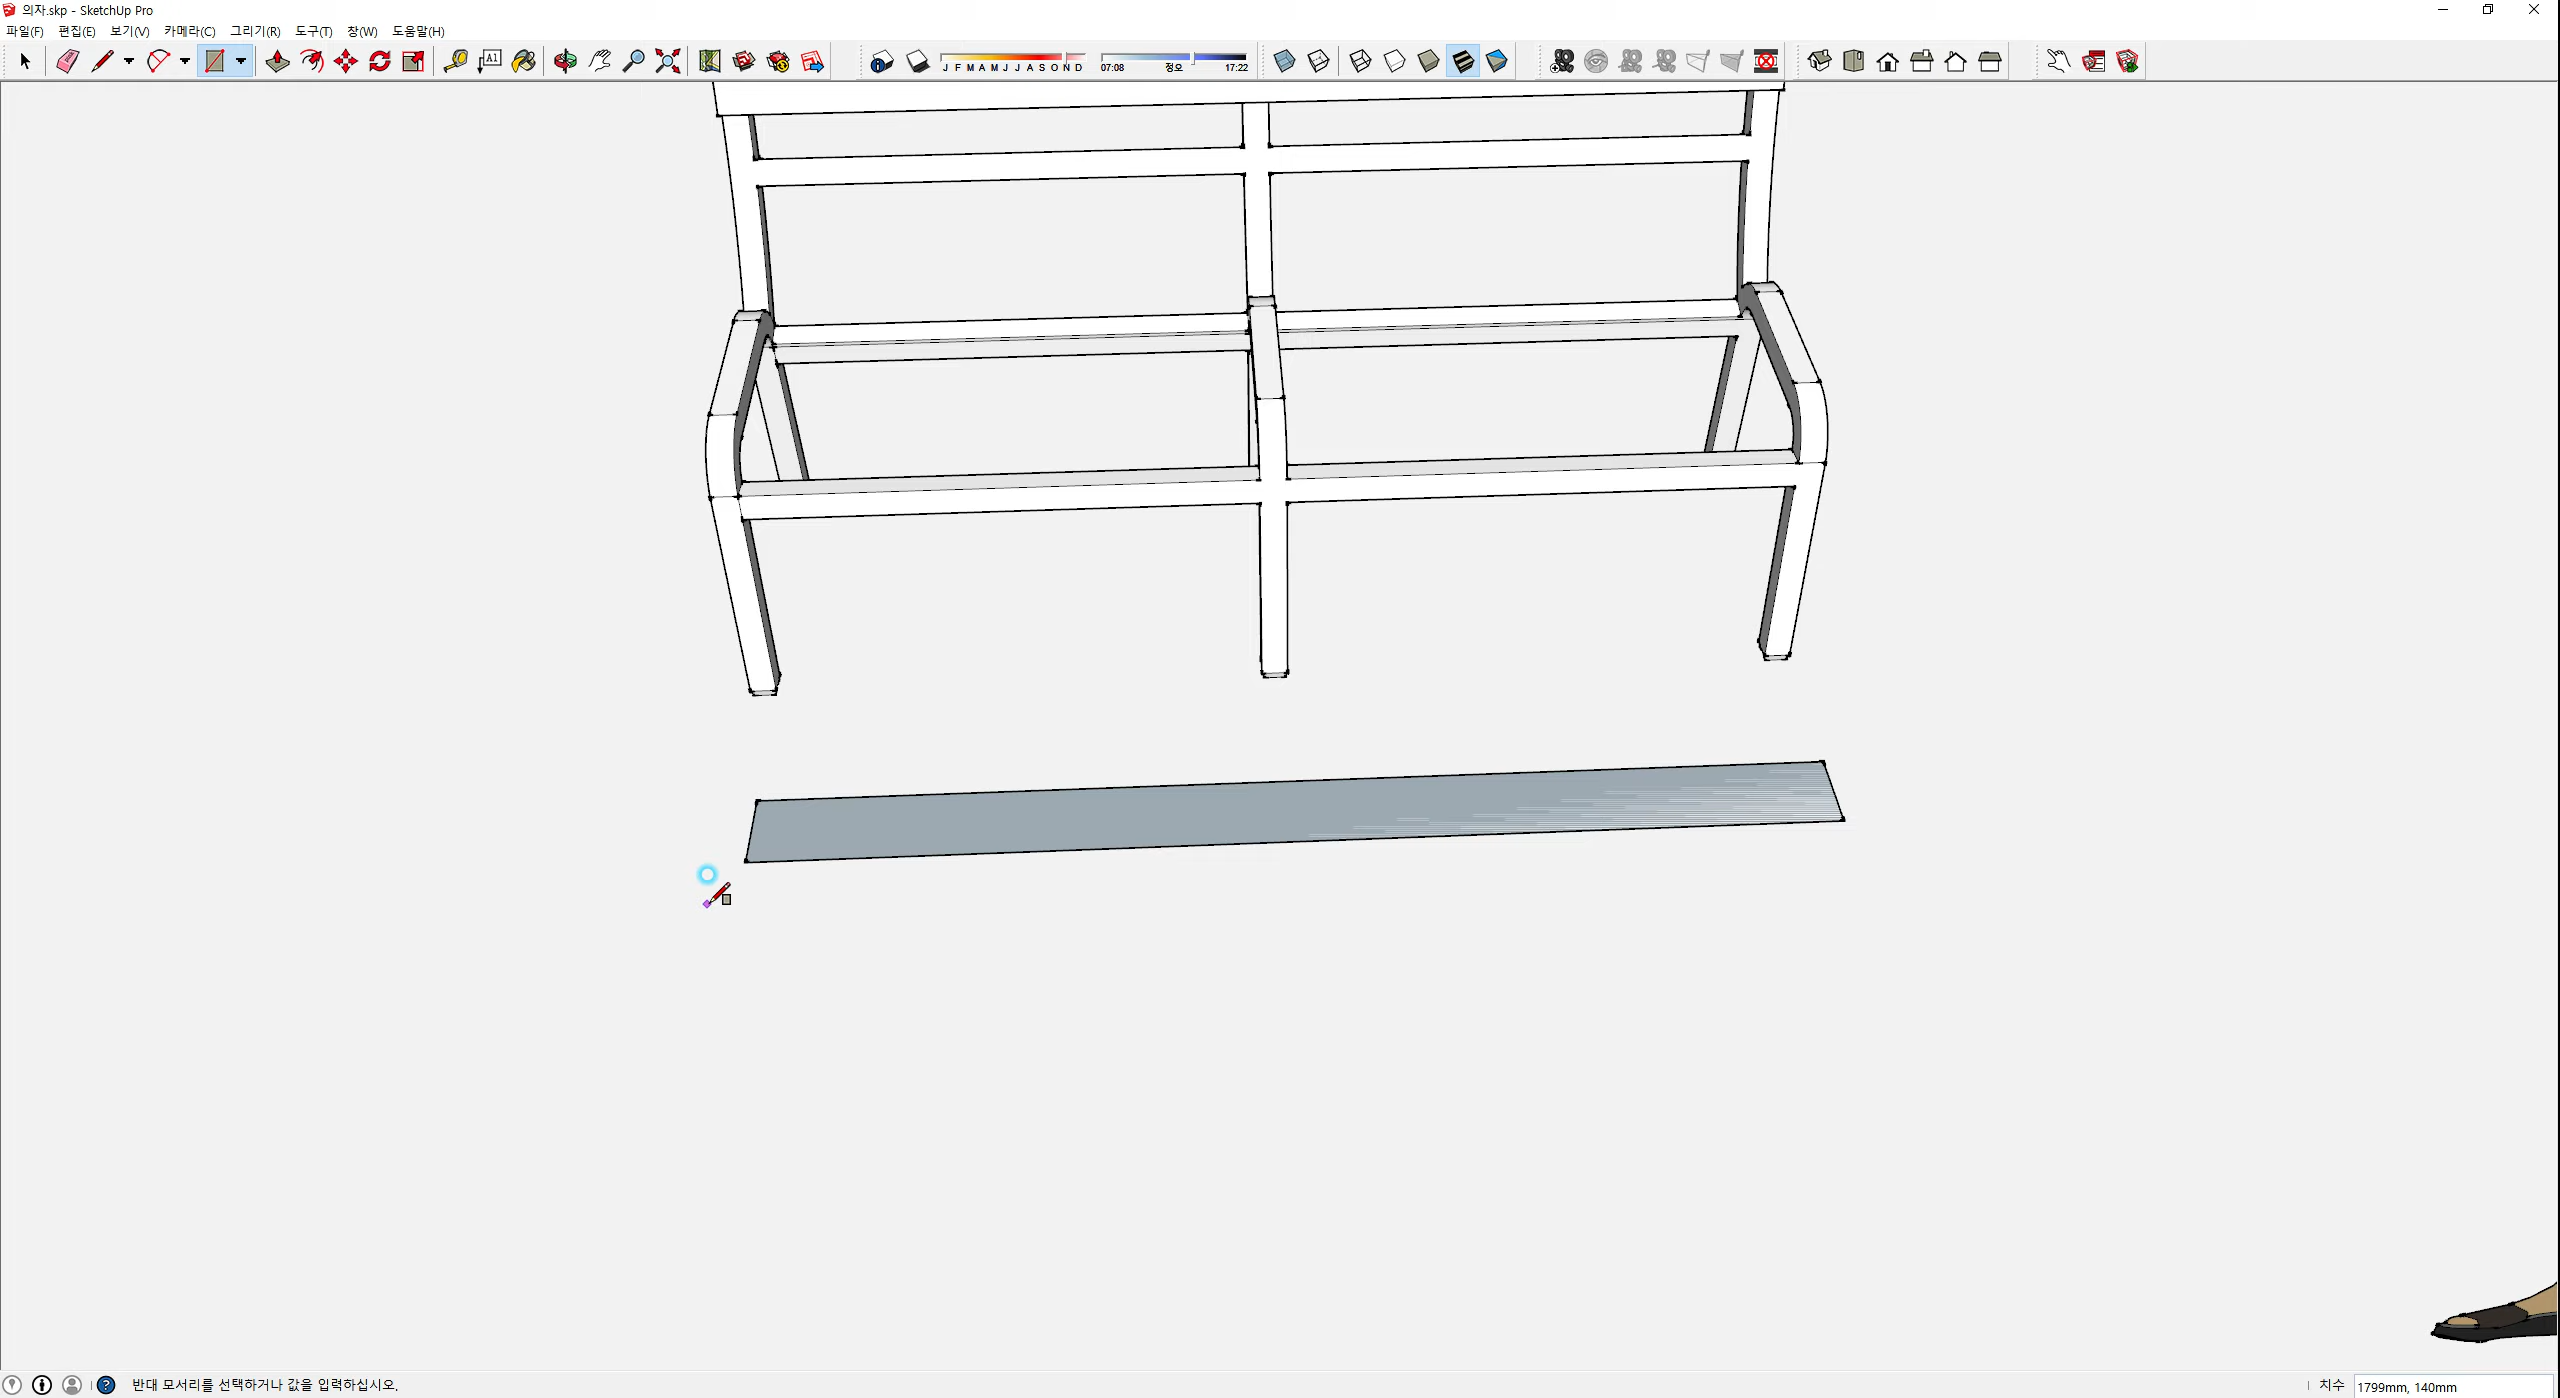 의자.skp - SketchUp Pro
파일(F) 편집(E) 보기(V) 카메라(C) 그리기(R) 도구(T) 창(W) 도움말(H)
A1
J F M A M J J A S O N D 07:08 정오 17:22
반대 모서리를 선택하거나 값을 입력하십시오.
치수 1799mm, 140mm